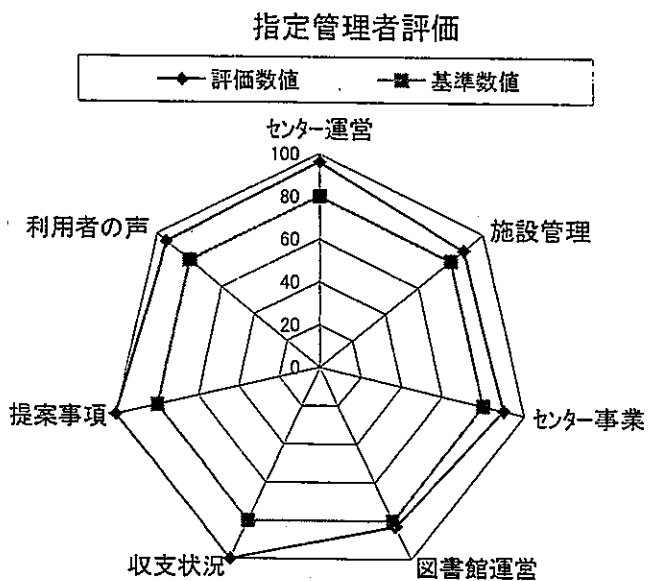 指定管理者評価
評価数値 基準数値
センター運営
100
80
60
40
20
0
利用者の声
施設管理
提案事項
センター事業
収支状況
図書館運営